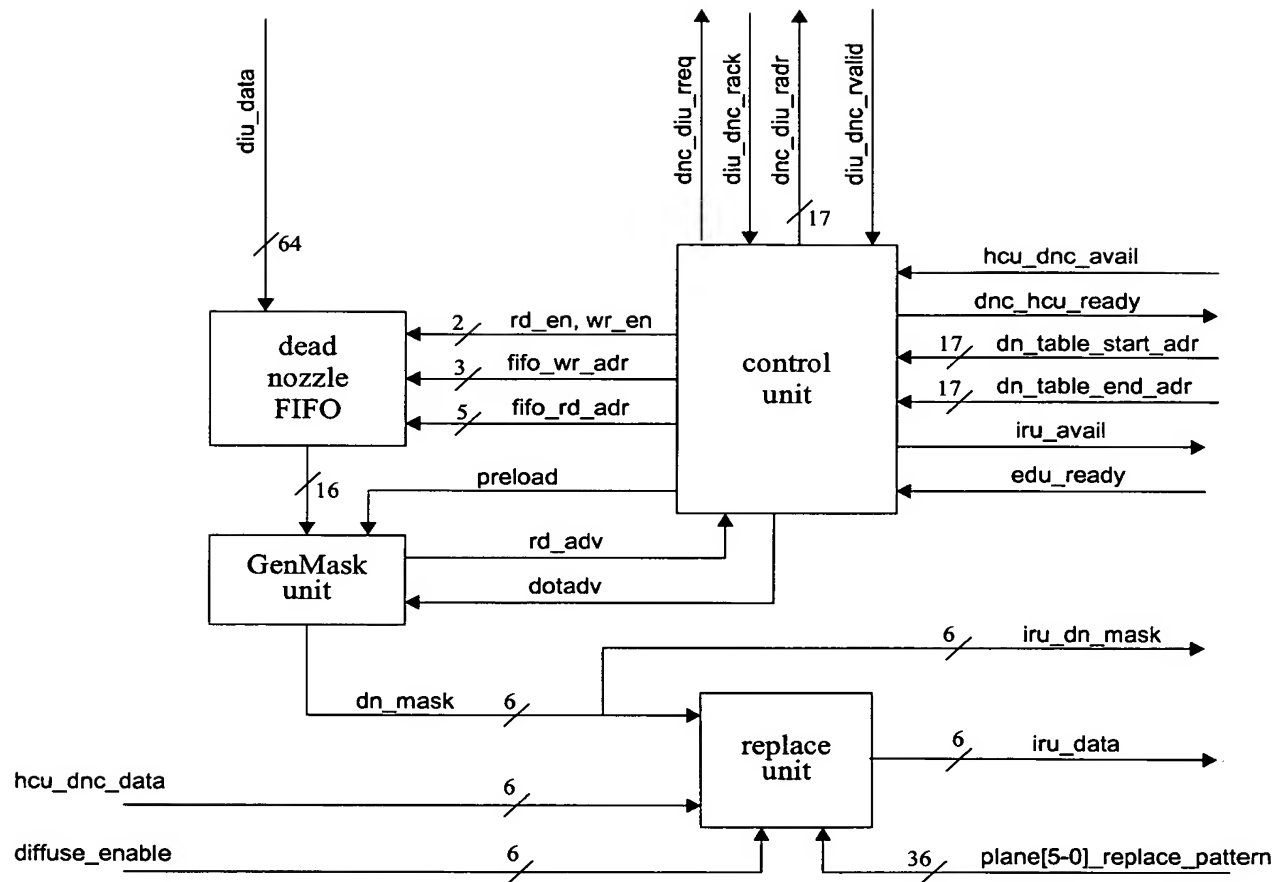 diu_data
dnc_diu_rreq
diu_dnc_rack
dnc_diu_radr
diu_dnc_rvalid
64
17
hcu_dnc_avail
dnc_hcu_ready
17 dn_table_start_adr
17 dn_table_end_adr
iru_avail
edu_ready
dead
nozzle
FIFO
2 rd_en, wr_en
3 fifo_wr_adr
5 fifo_rd_adr
control
unit
16
preload
GenMask
unit
rd_adv
dotadv
6 iru_dn_mask
dn_mask 6
replace
unit
6 iru_data
hcu_dnc_data 6
diffuse_enable 6
36 plane[5-0]_replace_pattern